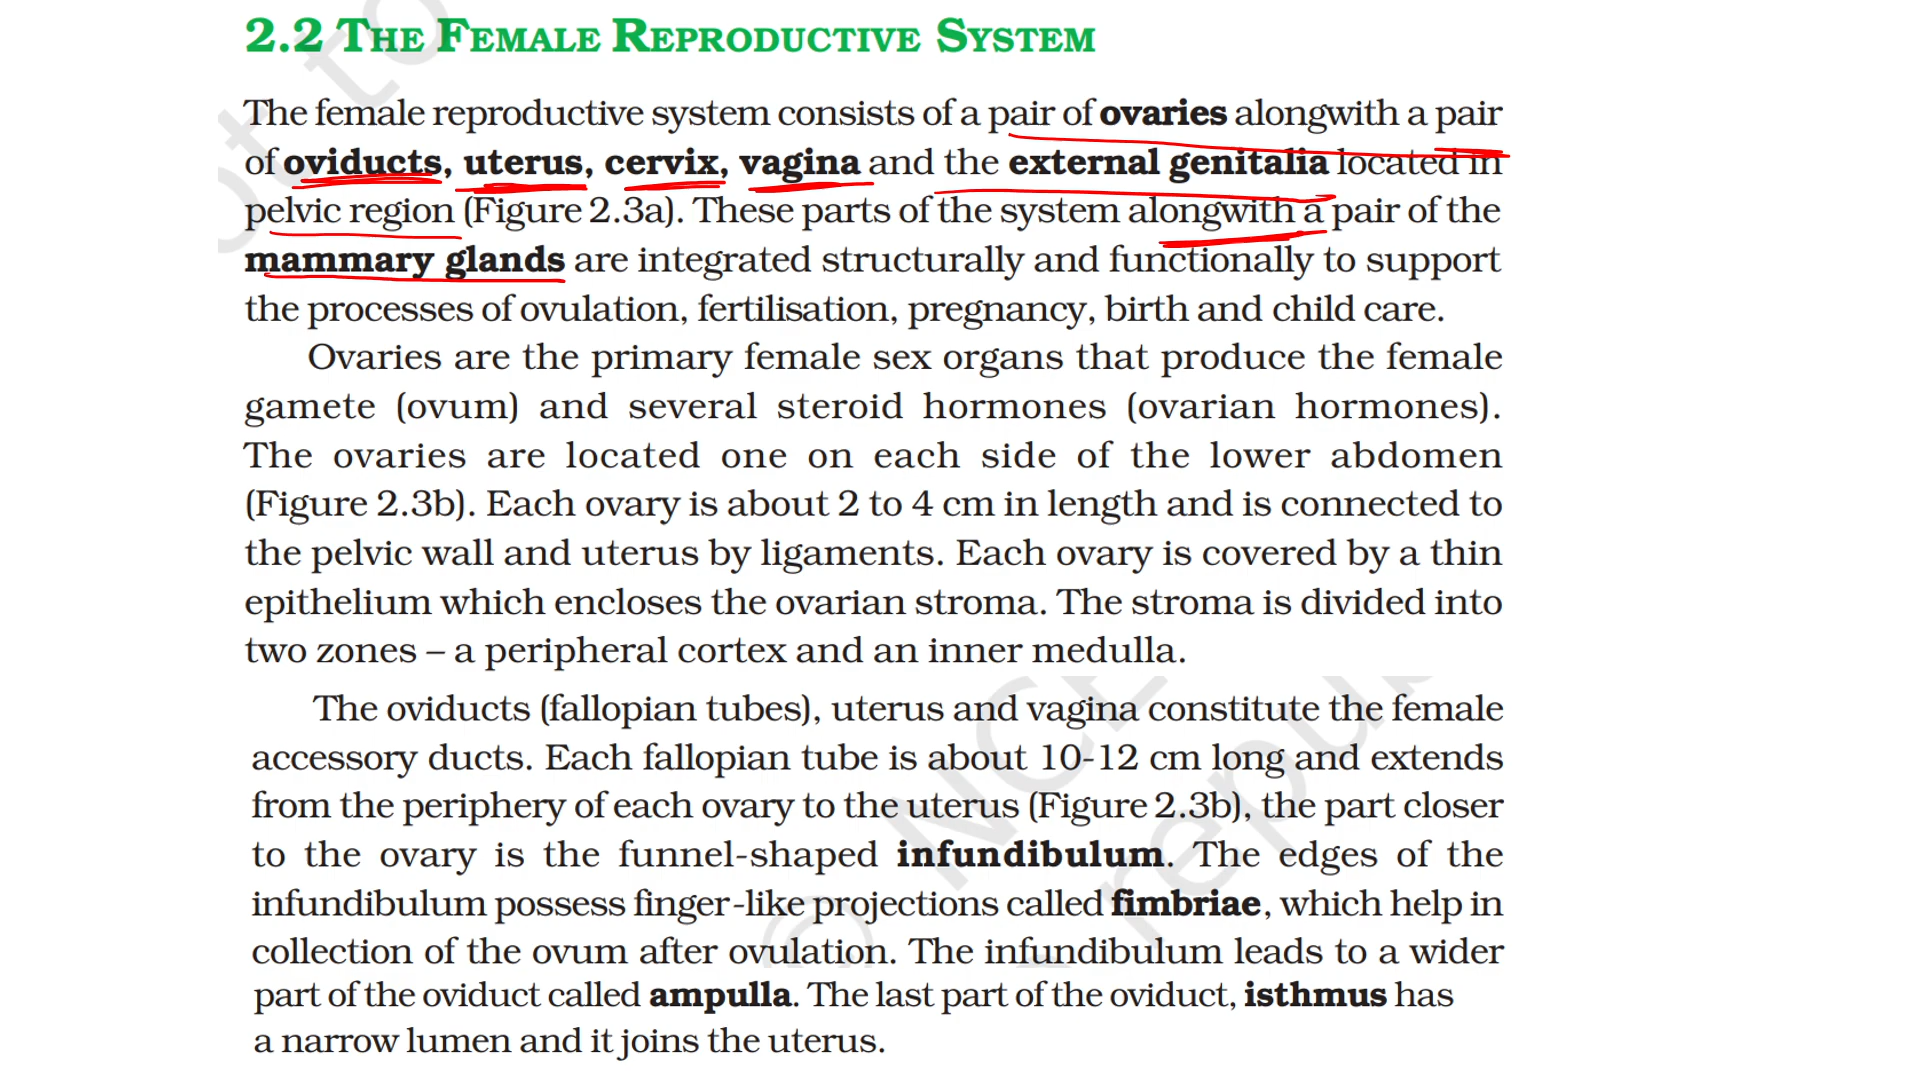 2.2 The Female Reproductive System
The female reproductive system consists of a pair of ovaries alongwith a pair
of oviducts, uterus, cervix, vagina and the external genitalia located in
pelvic region (Figure 2.3a). These parts of the system alongwith a pair of the
mammary glands are integrated structurally and functionally to support
the processes of ovulation, fertilisation, pregnancy, birth and child care.
Ovaries are the primary female sex organs that produce the female
gamete (ovum) and several steroid hormones (ovarian hormones).
The ovaries are located one on each side of the lower abdomen
(Figure 2.3b). Each ovary is about 2 to 4 cm in length and is connected to
the pelvic wall and uterus by ligaments. Each ovary is covered by a thin
epithelium which encloses the ovarian stroma. The stroma is divided into
two zones – a peripheral cortex and an inner medulla.
The oviducts (fallopian tubes), uterus and vagina constitute the female
accessory ducts. Each fallopian tube is about 10-12 cm long and extends
from the periphery of each ovary to the uterus (Figure 2.3b), the part closer
to the ovary is the funnel-shaped infundibulum. The edges of the
infundibulum possess finger-like projections called fimbriae, which help in
collection of the ovum after ovulation. The infundibulum leads to a wider
part of the oviduct called ampulla. The last part of the oviduct, isthmus has
a narrow lumen and it joins the uterus.